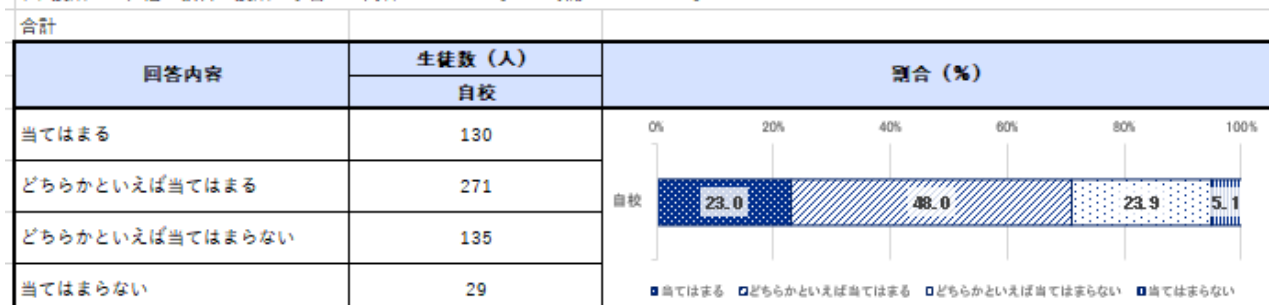 合計
回答内容
生徒数（人）
自校
割合（%）
当てはまる 130
どちらかといえば当てはまる 271
どちらかといえば当てはまらない 135
当てはまらない 29
0% 20% 40% 60% 80% 100%
自校 23.0 48.0 23.9 5.1
当てはまる どちらかといえば当てはまる どちらかといえば当てはまらない 当てはまらない